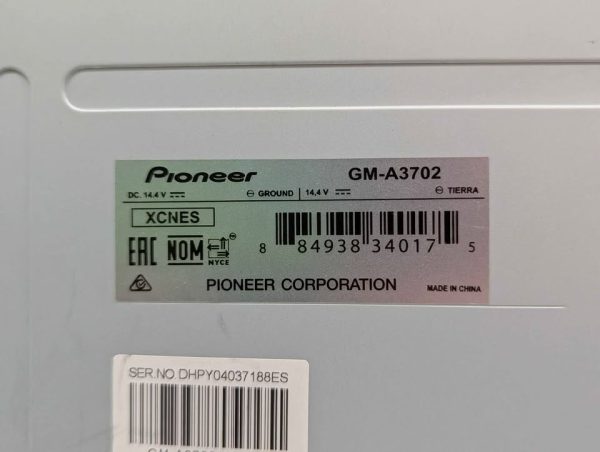 Pioneer GM-A3702
DC. 14.4 V ⎓ ⊖ GROUND 14.4 V ⎓ ⊖ TIERRA
XCNES
EAC NOM NYCE
8 84938 34017 5
PIONEER CORPORATION MADE IN CHINA
SER.NO.DHPY04037188ES